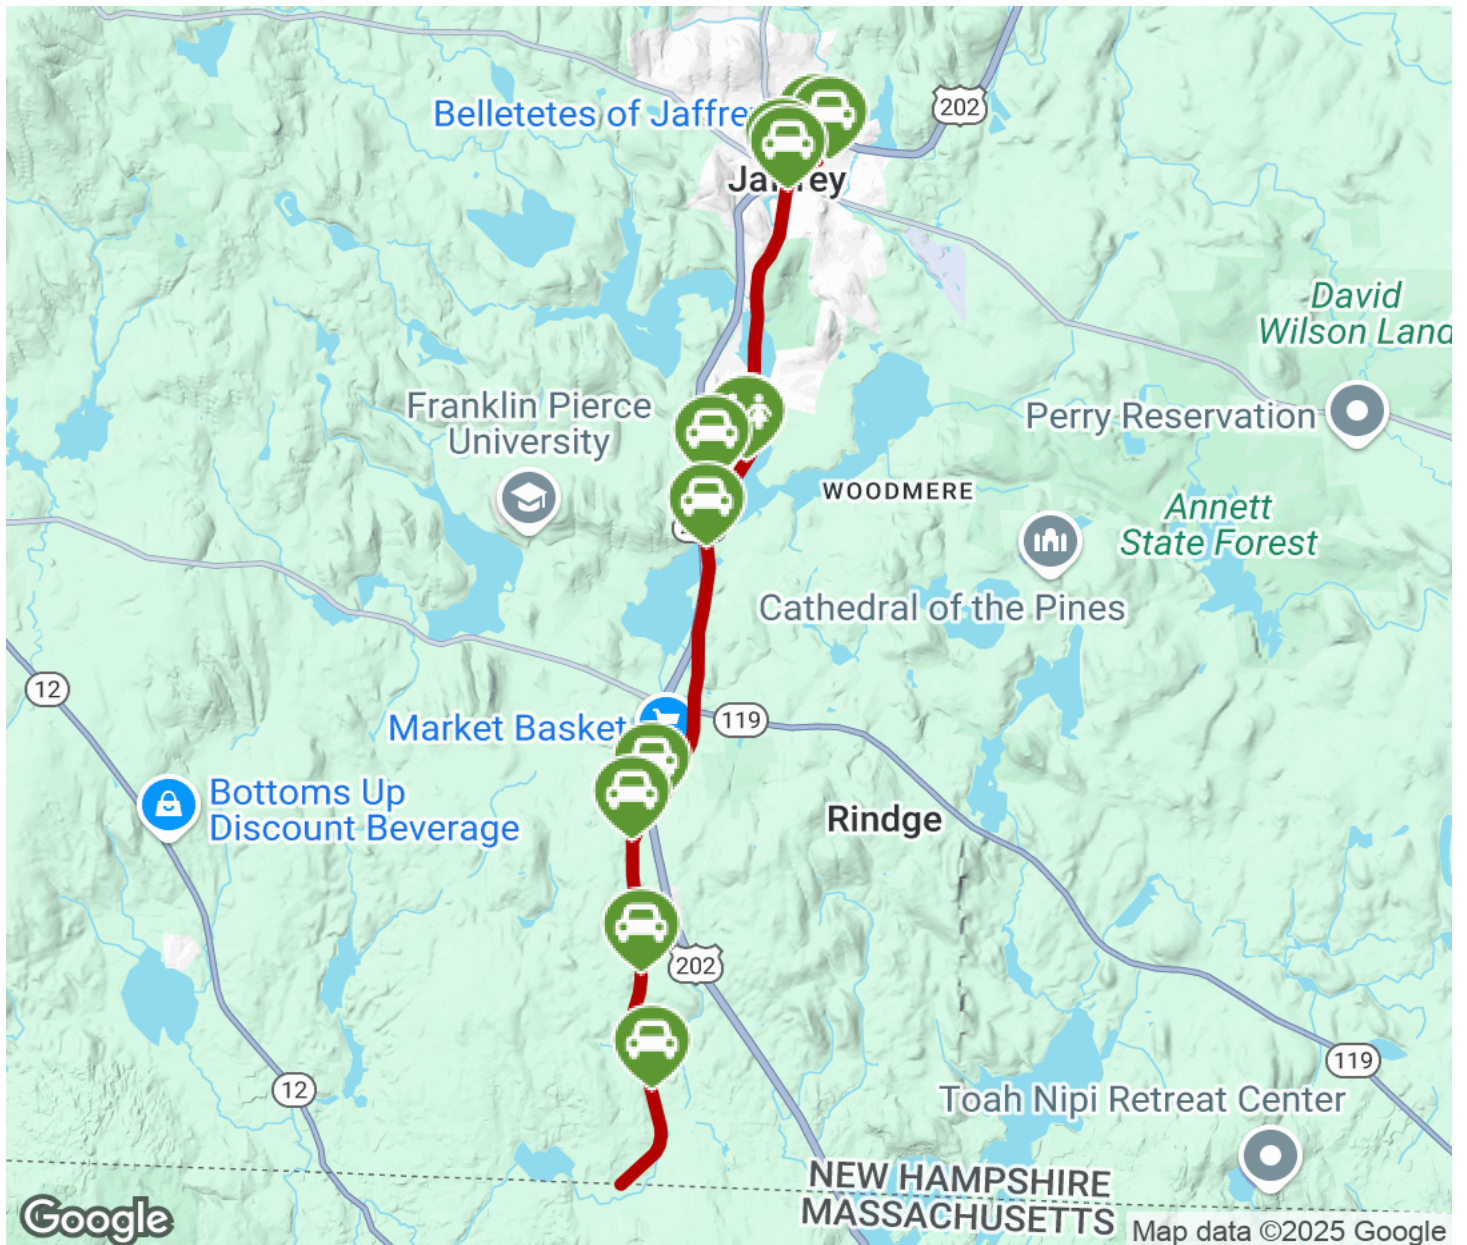 202
Belletetes of Jaffre
Jaffrey
David
Wilson Land
Franklin Pierce
University
Perry Reservation
WOODMERE
Annett
State Forest
Cathedral of the Pines
12
Market Basket
119
Bottoms Up
Discount Beverage
Rindge
202
12
119
Toah Nipi Retreat Center
NEW HAMPSHIRE
MASSACHUSETTS
Google
Map data ©2025 Google